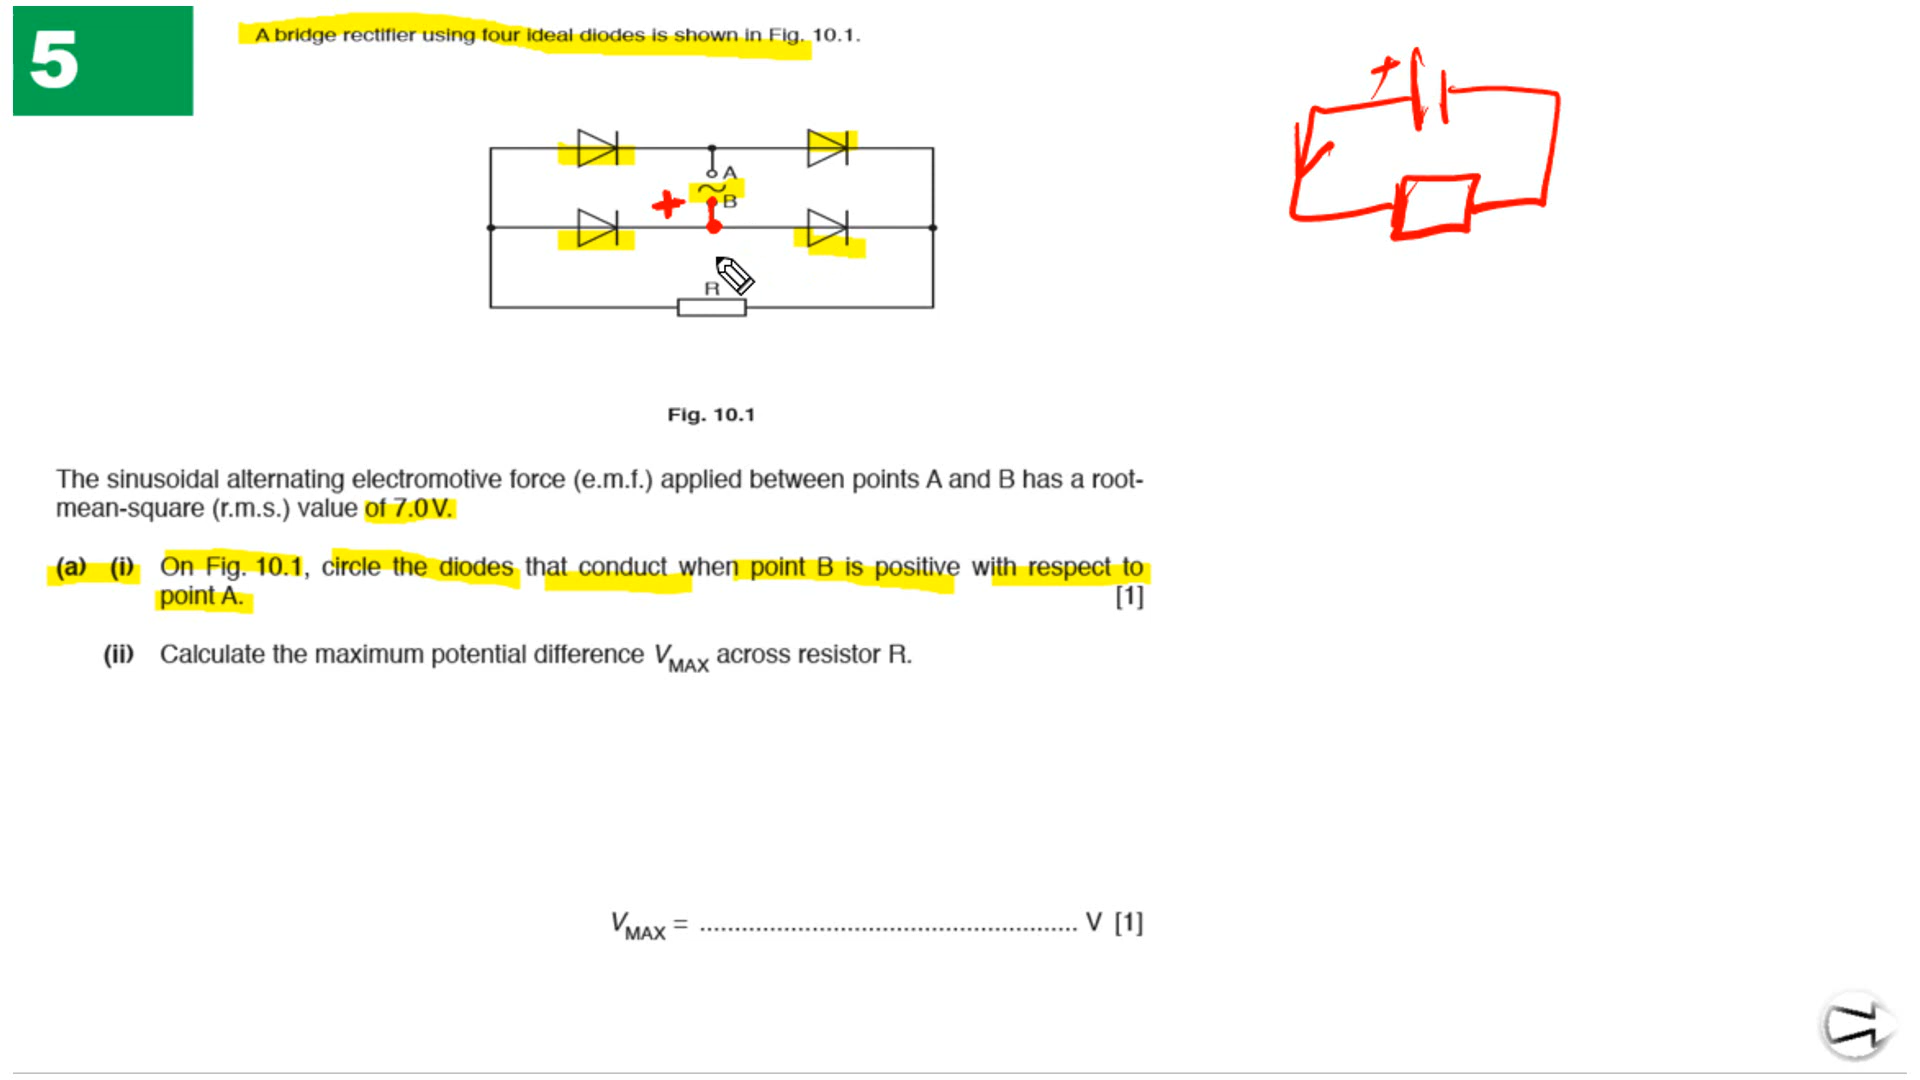 5
A bridge rectifier using four ideal diodes is shown in Fig. 10.1.
A
~
+
B
R
+
Fig. 10.1
The sinusoidal alternating electromotive force (e.m.f.) applied between points A and B has a root-
mean-square (r.m.s.) value of 7.0 V.
(a) (i) On Fig. 10.1, circle the diodes that conduct when point B is positive with respect to
point A. [1]
(ii) Calculate the maximum potential difference VMAX across resistor R.
VMAX = ...................................................... V [1]